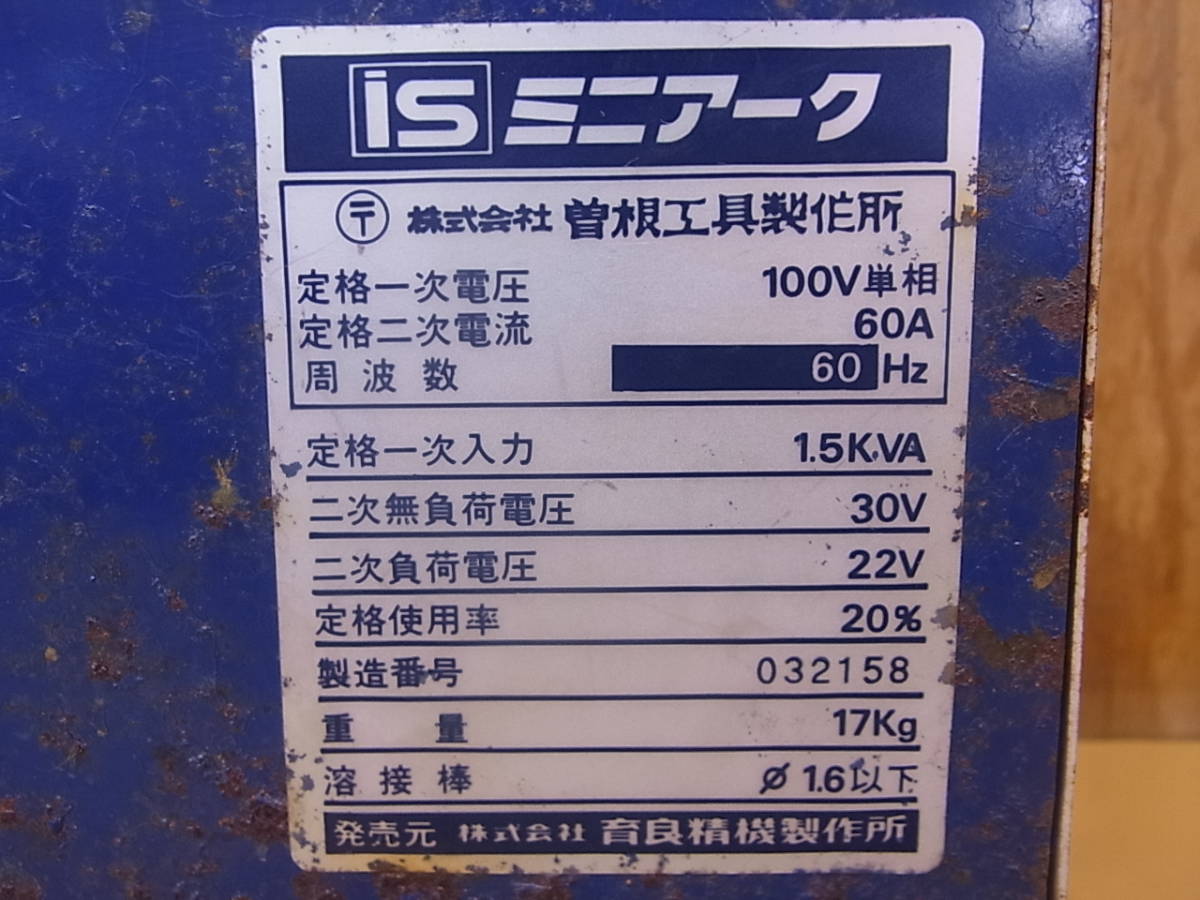 iS ミニアーク
〒 株式会社 曽根工具製作所
定格一次電圧 100V単相
定格二次電流 60A
周波数 60 Hz
定格一次入力 1.5K.VA
二次無負荷電圧 30V
二次負荷電圧 22V
定格使用率 20%
製造番号 032158
重量 17Kg
溶接棒 ø 1.6以下
発売元 株式会社 育良精機製作所